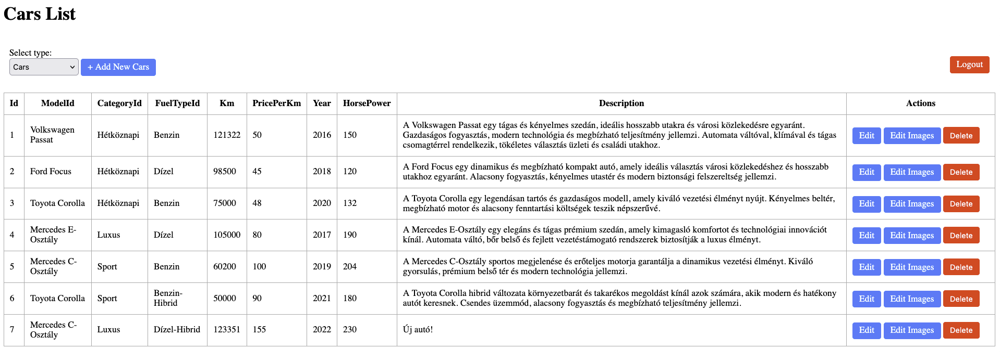 Cars List
Select type:
Cars
+ Add New Cars
Logout
Id ModelId CategoryId FuelTypeId Km PricePerKm Year HorsePower Description Actions
1 Volkswagen Passat Hétköznapi Benzin 121322 50 2016 150 A Volkswagen Passat egy tágas és kényelmes szedán, ideális hosszabb utakra és városi közlekedésre egyaránt.
Gazdaságos fogyasztás, modern technológia és megbízható teljesítmény jellemzi. Automata váltóval, klímával és tágas
csomagtérrel rendelkezik, tökéletes választás üzleti és családi utakhoz.
Edit Edit Images Delete
2 Ford Focus Hétköznapi Dízel 98500 45 2018 120 A Ford Focus egy dinamikus és megbízható kompakt autó, amely ideális választás városi közlekedéshez és hosszabb
utakhoz egyaránt. Alacsony fogyasztás, kényelmes utastér és modern biztonsági felszereltség jellemzi.
Edit Edit Images Delete
3 Toyota Corolla Hétköznapi Benzin 75000 48 2020 132 A Toyota Corolla egy legendásan tartós és gazdaságos modell, amely kiváló vezetési élményt nyújt. Kényelmes beltér,
megbízható motor és alacsony fenntartási költségek teszik népszerűvé.
Edit Edit Images Delete
4 Mercedes E-Osztály Luxus Dízel 105000 80 2017 190 A Mercedes E-Osztály egy elegáns és tágas prémium szedán, amely kimagasló komfortot és technológiai innovációt
kínál. Automata váltó, bőr belső és fejlett vezetéstámogató rendszerek biztosítják a luxus élményt.
Edit Edit Images Delete
5 Mercedes C-Osztály Sport Benzin 60200 100 2019 204 A Mercedes C-Osztály sportos megjelenése és erőteljes motorja garantálja a dinamikus vezetési élményt. Kiváló
gyorsulás, prémium belső tér és modern technológia jellemzi.
Edit Edit Images Delete
6 Toyota Corolla Sport Benzin-Hibrid 50000 90 2021 180 A Toyota Corolla hibrid változata környezetbarát és takarékos megoldást kínál azok számára, akik modern és hatékony
autót keresnek. Csendes üzemmód, alacsony fogyasztás és megbízható teljesítmény jellemzi.
Edit Edit Images Delete
7 Mercedes C-Osztály Luxus Dízel-Hibrid 123351 155 2022 230 Új autó!
Edit Edit Images Delete